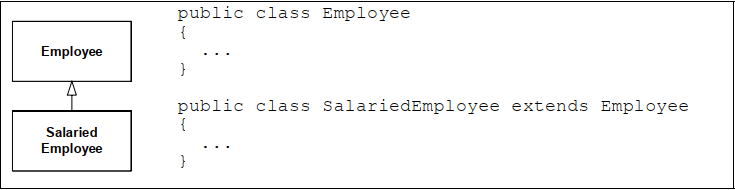 Employee
Salaried
Employee
public class Employee
{
...
}
public class SalariedEmployee extends Employee
{
...
}